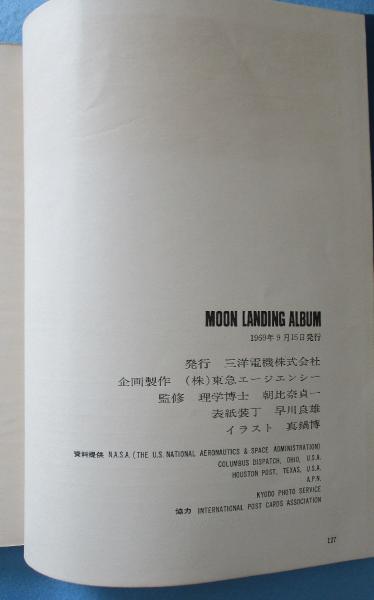 MOON LANDING ALBUM
1969年9月15日発行
発行 三洋電機株式会社
企画製作 (株)東急エージエンシー
監修 理学博士 朝比奈貞一
表紙装丁 早川良雄
イラスト 真鍋博
資料提供 N.A.S.A. (THE U.S. NATIONAL AERONAUTICS & SPACE ADMINISTRATION)
COLUMBUS DISPATCH, OHIO, U.S.A.
HOUSTON POST, TEXAS, U.S.A.
A.P.N.
KYODO PHOTO SERVICE
協力 INTERNATIONAL POST CARDS ASSOCIATION
127